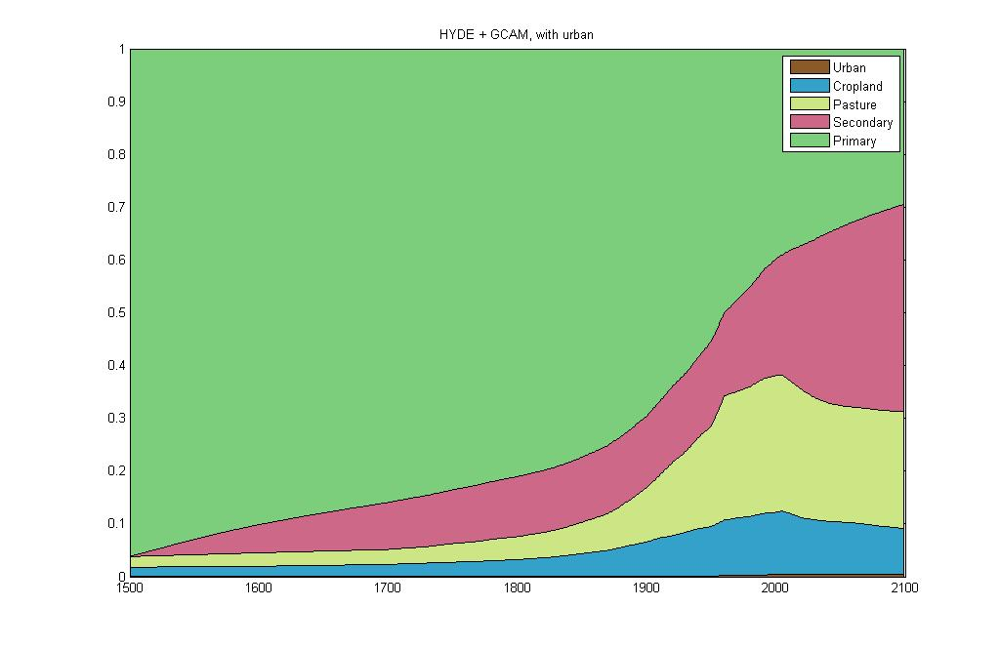 HYDE + GCAM, with urban
1
0.9
0.8
0.7
0.6
0.5
0.4
0.3
0.2
0.1
0
Urban
Cropland
Pasture
Secondary
Primary
1500 1600 1700 1800 1900 2000 2100